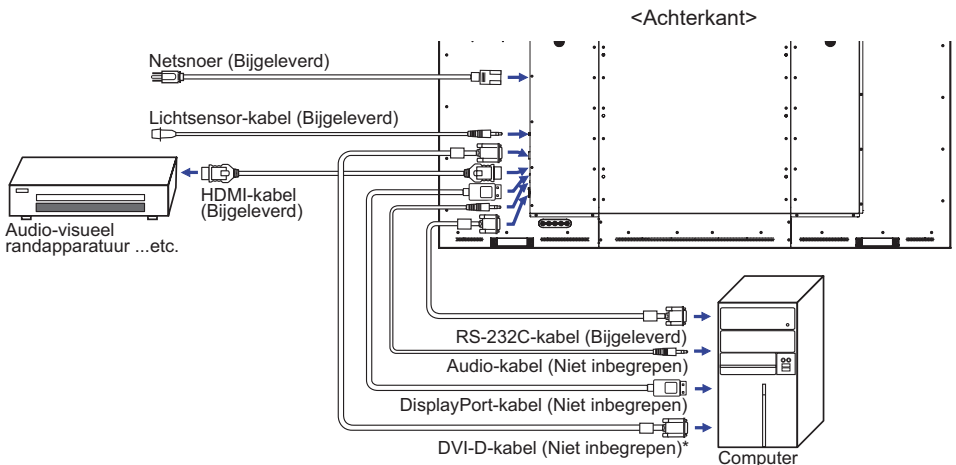 <Achterkant>
Netsnoer (Bijgeleverd)
Lichtsensor-kabel (Bijgeleverd)
HDMI-kabel
(Bijgeleverd)
Audio-visueel
randapparatuur ...etc.
RS-232C-kabel (Bijgeleverd)
Audio-kabel (Niet inbegrepen)
DisplayPort-kabel (Niet inbegrepen)
DVI-D-kabel (Niet inbegrepen)*
Computer